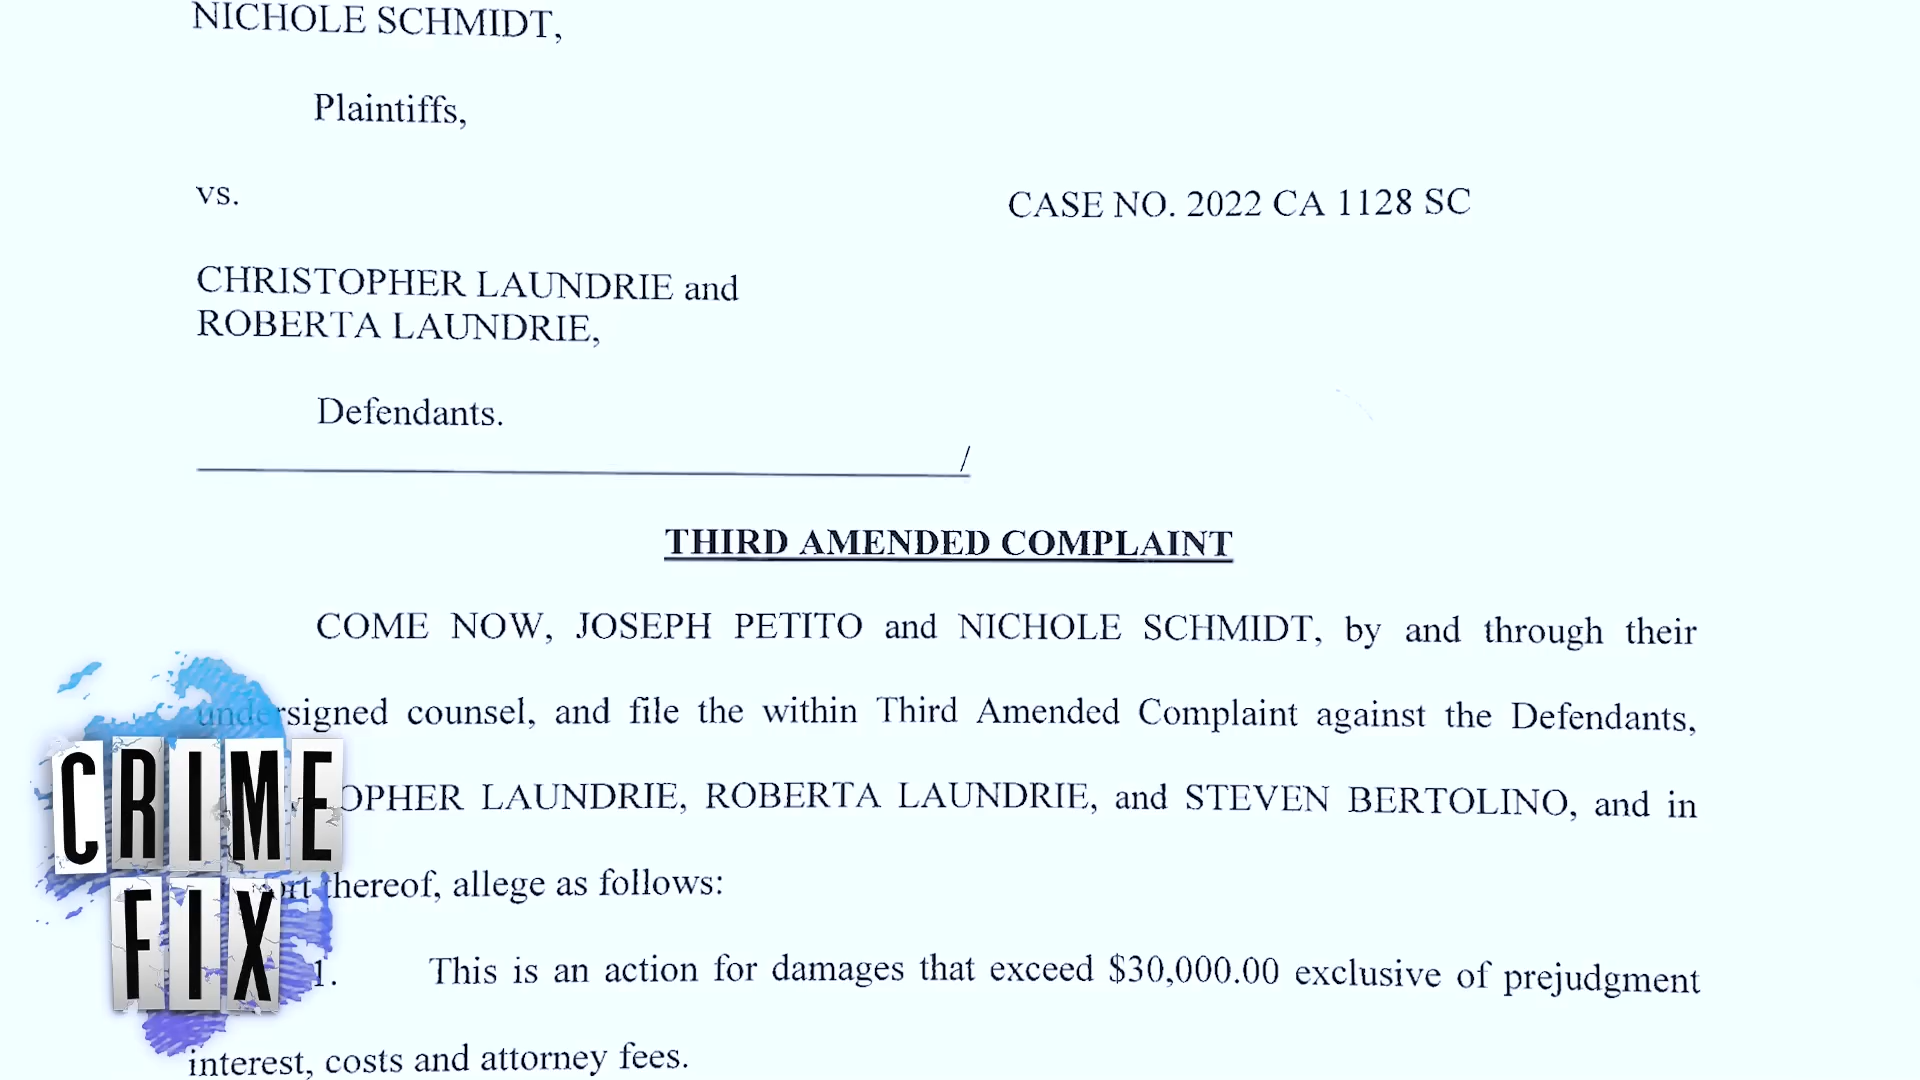 NICHOLE SCHMIDT,
Plaintiffs,
vs.
CASE NO. 2022 CA 1128 SC
CHRISTOPHER LAUNDRIE and
ROBERTA LAUNDRIE,
Defendants.
/
THIRD AMENDED COMPLAINT
COME NOW, JOSEPH PETITO and NICHOLE SCHMIDT, by and through their
undersigned counsel, and file the within Third Amended Complaint against the Defendants,
OPHER LAUNDRIE, ROBERTA LAUNDRIE, and STEVEN BERTOLINO, and in
ort thereof, allege as follows:
1. This is an action for damages that exceed $30,000.00 exclusive of prejudgment
interest, costs and attorney fees.
CRIME
FIX